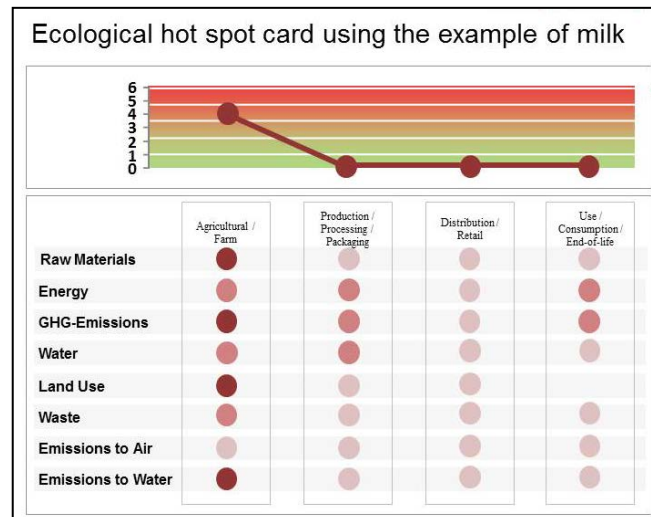 Ecological hot spot card using the example of milk
6
5
4
3
2
1
0
Agricultural /
Farm
Production /
Processing /
Packaging
Distribution /
Retail
Use /
Consumption /
End-of-life
Raw Materials
Energy
GHG-Emissions
Water
Land Use
Waste
Emissions to Air
Emissions to Water